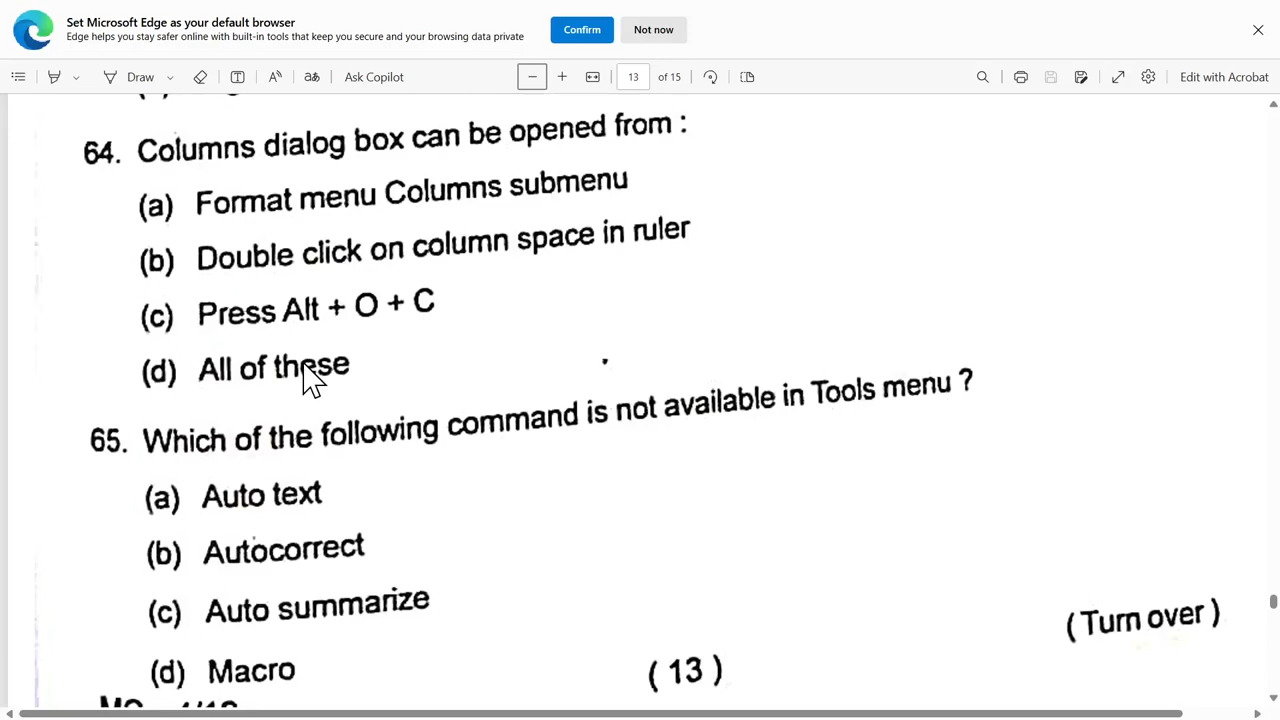 Set Microsoft Edge as your default browser
Edge helps you stay safer online with built-in tools that keep you secure and your browsing data private
Confirm
Not now
Draw
Ask Copilot
13
of 15
Edit with Acrobat
64. Columns dialog box can be opened from :
(a) Format menu Columns submenu
(b) Double click on column space in ruler
(c) Press Alt + O + C
(d) All of these
65. Which of the following command is not available in Tools menu ?
(a) Auto text
(b) Autocorrect
(c) Auto summarize
(d) Macro
(Turn over)
(13)